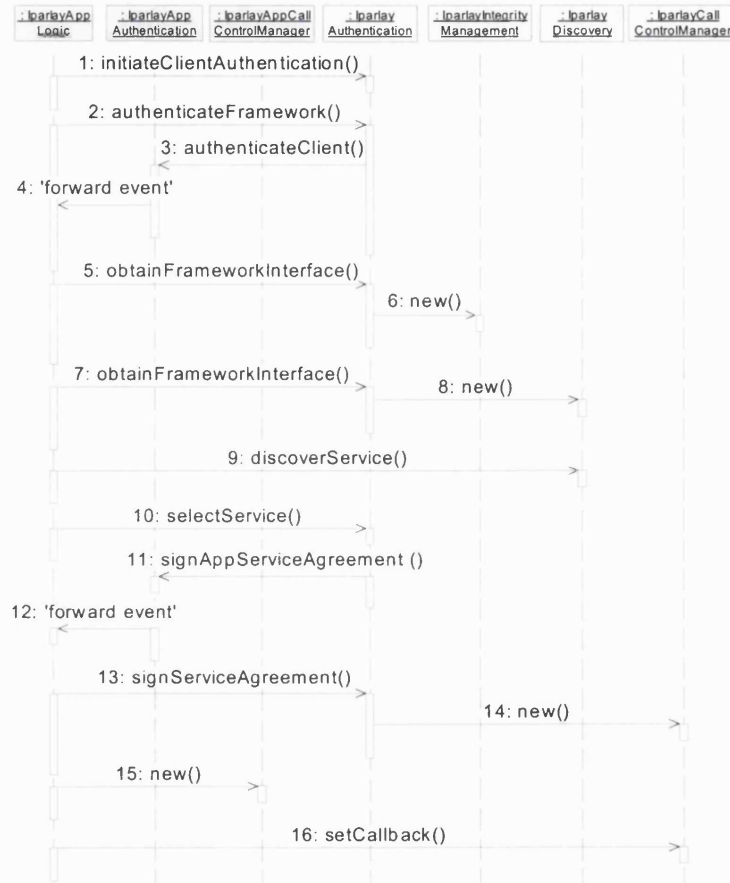 : IparlayApp
Logic
: IparlayApp
Authentication
: IparlayAppCall
ControlManager
: Iparlay
Authentication
: IparlayIntegrity
Management
: Iparlay
Discovery
: IparlayCall
ControlManager
1: initiateClientAuthentication()
2: authenticateFramework()
3: authenticateClient()
4: 'forward event'
5: obtainFrameworkInterface()
6: new()
7: obtainFrameworkInterface()
8: new()
9: discoverService()
10: selectService()
11: signAppServiceAgreement ()
12: 'forward event'
13: signServiceAgreement()
14: new()
15: new()
16: setCallback()